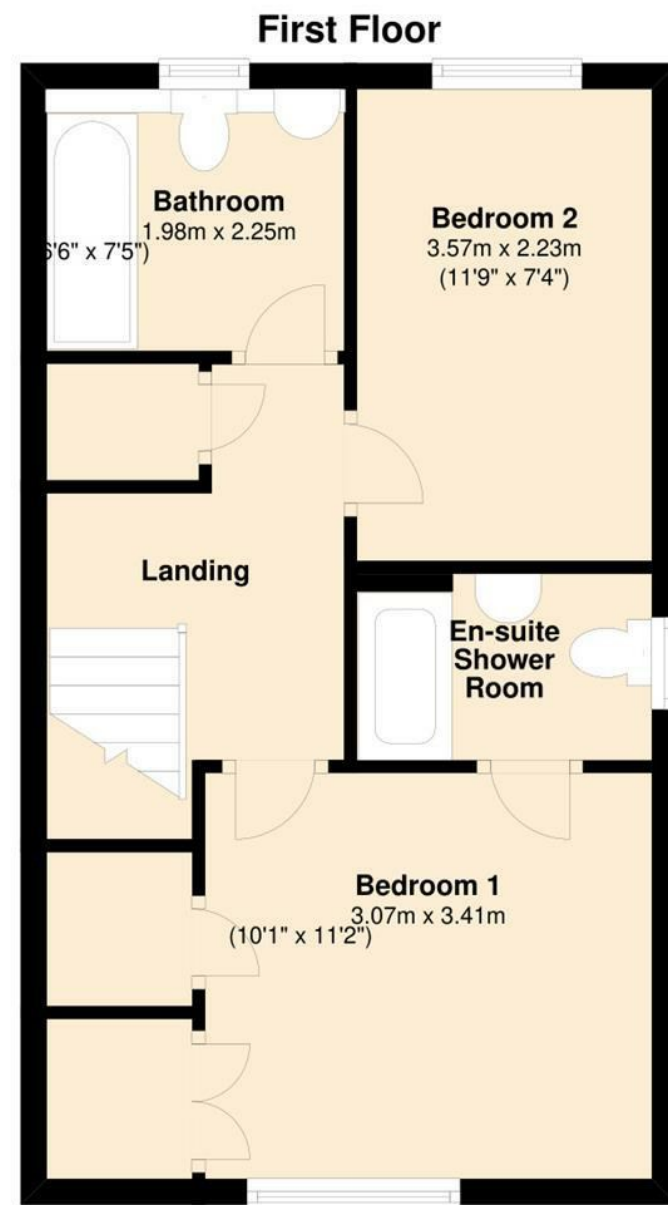 First Floor
Bathroom
1.98m x 2.25m
6'6" x 7'5")
Bedroom 2
3.57m x 2.23m
(11'9" x 7'4")
Landing
En-suite
Shower
Room
Bedroom 1
3.07m x 3.41m
(10'1" x 11'2")